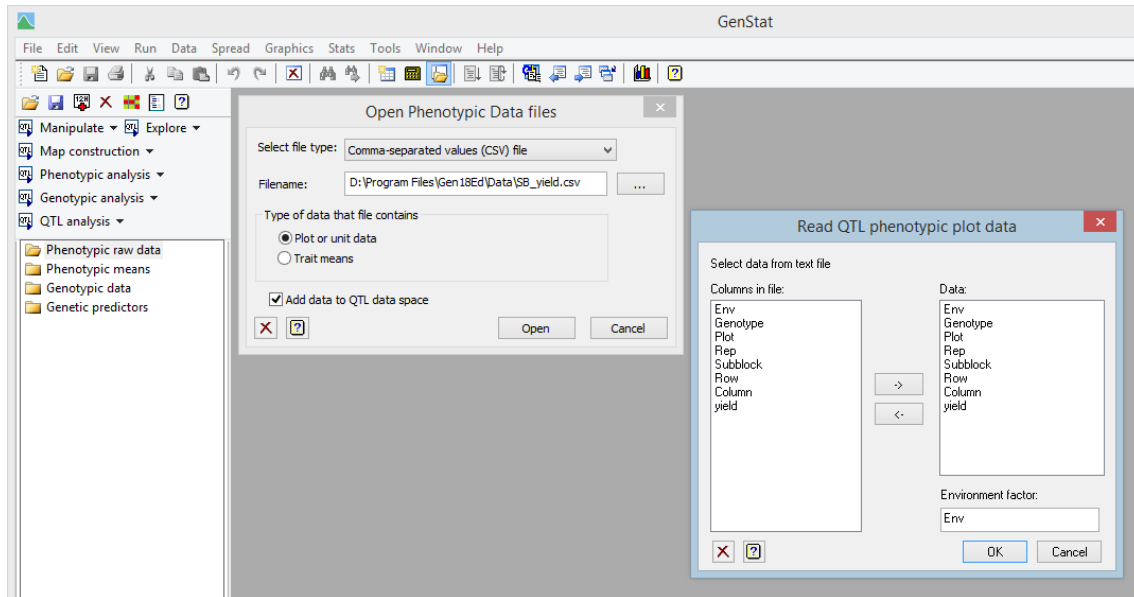 GenStat
File Edit View Run Data Spread Graphics Stats Tools Window Help
Manipulate Explore
Map construction
Phenotypic analysis
Genotypic analysis
QTL analysis
Phenotypic raw data
Phenotypic means
Genotypic data
Genetic predictors
Open Phenotypic Data files
Select file type: Comma-separated values (CSV) file
Filename: D:\Program Files\Gen18Ed\Data\SB_yield.csv ...
Type of data that file contains
Plot or unit data
Trait means
Add data to QTL data space
Open Cancel
Read QTL phenotypic plot data
Select data from text file
Columns in file:
Env
Genotype
Plot
Rep
Subblock
Row
Column
yield
->
<-
Data:
Env
Genotype
Plot
Rep
Subblock
Row
Column
yield
Environment factor:
Env
OK Cancel